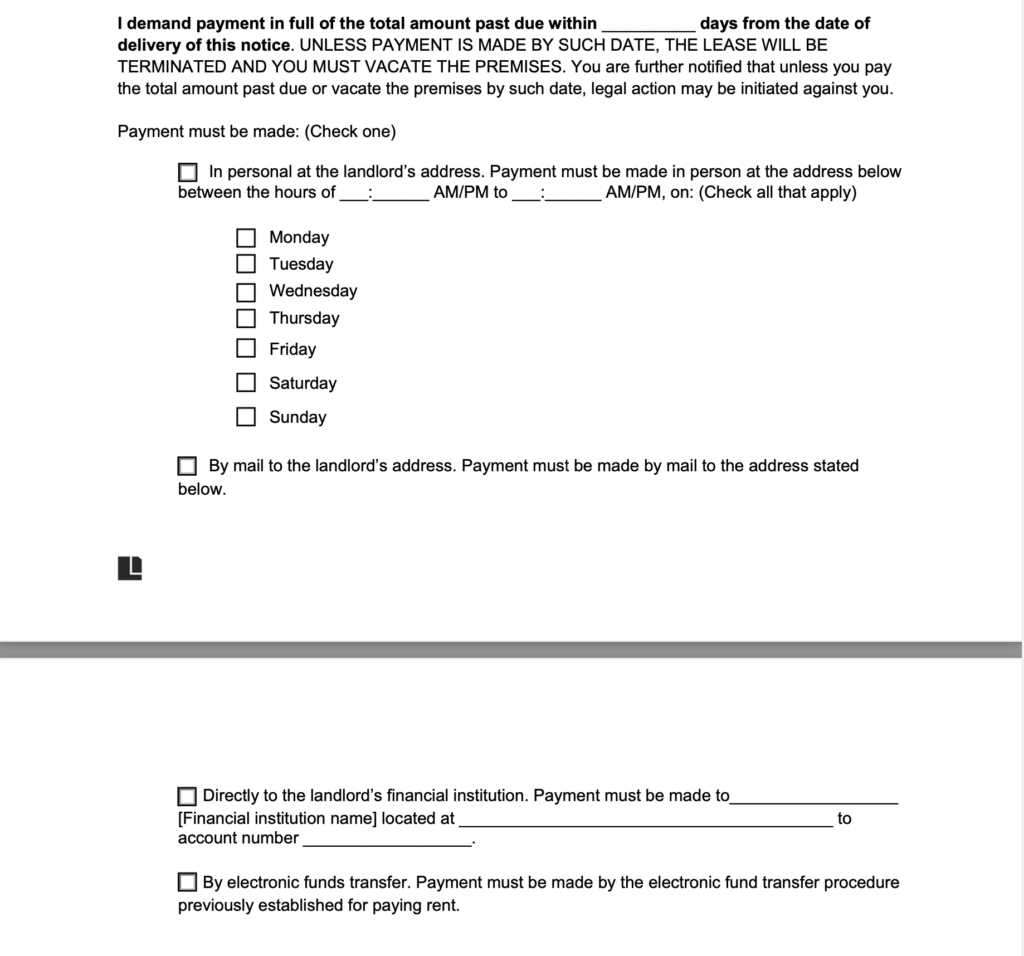 I demand payment in full of the total amount past due within __________ days from the date of
delivery of this notice. UNLESS PAYMENT IS MADE BY SUCH DATE, THE LEASE WILL BE
TERMINATED AND YOU MUST VACATE THE PREMISES. You are further notified that unless you pay
the total amount past due or vacate the premises by such date, legal action may be initiated against you.
Payment must be made: (Check one)
In personal at the landlord's address. Payment must be made in person at the address below
between the hours of ___:______ AM/PM to ___:______ AM/PM, on: (Check all that apply)
Monday
Tuesday
Wednesday
Thursday
Friday
Saturday
Sunday
By mail to the landlord's address. Payment must be made by mail to the address stated
below.
Directly to the landlord's financial institution. Payment must be made to__________________
[Financial institution name] located at ________________________________________ to
account number __________________.
By electronic funds transfer. Payment must be made by the electronic fund transfer procedure
previously established for paying rent.